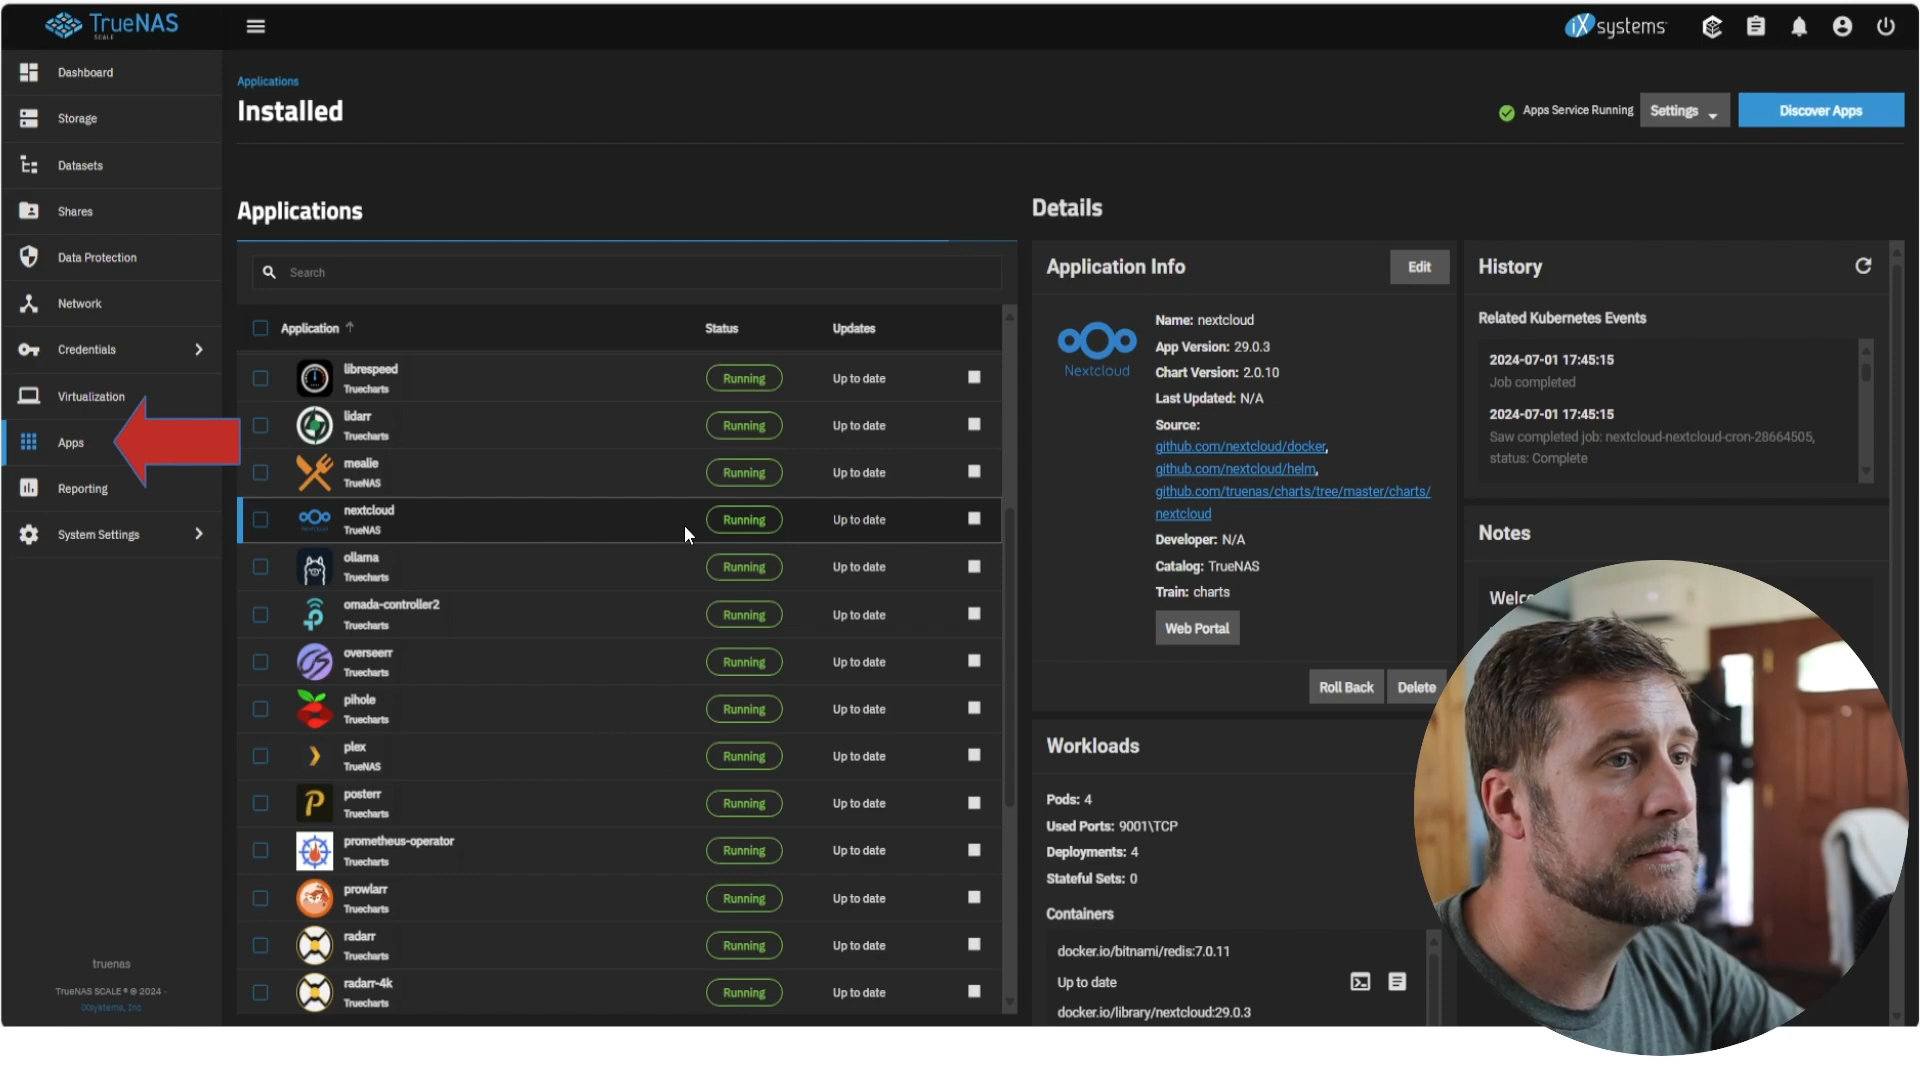 TrueNAS
SCALE
iXsystems
Dashboard
Storage
Datasets
Shares
Data Protection
Network
Credentials
Virtualization
Apps
Reporting
System Settings
truenas
TrueNAS SCALE ® © 2024 -
iXsystems, Inc
Applications
Installed
Apps Service Running
Settings
Discover Apps
Applications
Search
Application Status Updates
librespeed
Truecharts
Running Up to date
lidarr
Truecharts
Running Up to date
mealie
TrueNAS
Running Up to date
nextcloud
TrueNAS
Running Up to date
ollama
Truecharts
Running Up to date
omada-controller2
Truecharts
Running Up to date
overseerr
Truecharts
Running Up to date
pihole
Truecharts
Running Up to date
plex
TrueNAS
Running Up to date
posterr
Truecharts
Running Up to date
prometheus-operator
Truecharts
Running Up to date
prowlarr
Truecharts
Running Up to date
radarr
Truecharts
Running Up to date
radarr-4k
Truecharts
Running Up to date
Details
Application Info
Edit
Nextcloud
Name: nextcloud
App Version: 29.0.3
Chart Version: 2.0.10
Last Updated: N/A
Source:
github.com/nextcloud/docker,
github.com/nextcloud/helm,
github.com/truenas/charts/tree/master/charts/
nextcloud
Developer: N/A
Catalog: TrueNAS
Train: charts
Web Portal
Roll Back
Delete
Workloads
Pods: 4
Used Ports: 9001\TCP
Deployments: 4
Stateful Sets: 0
Containers
docker.io/bitnami/redis:7.0.11
Up to date
docker.io/library/nextcloud:29.0.3
History
Related Kubernetes Events
2024-07-01 17:45:15
Job completed
2024-07-01 17:45:15
Saw completed job: nextcloud-nextcloud-cron-28664505,
status: Complete
Notes